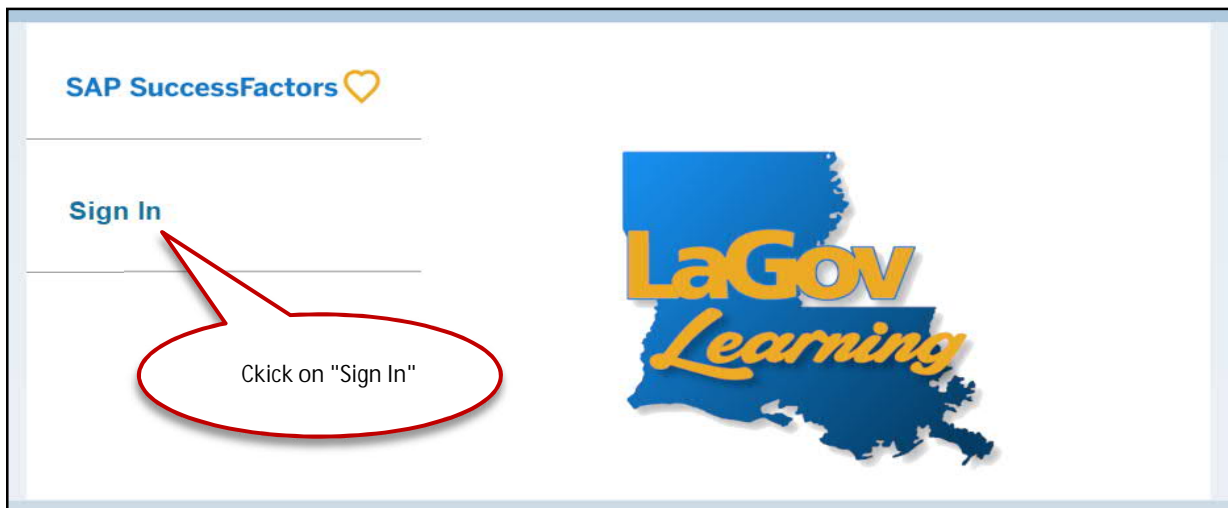 SAP SuccessFactors
Sign In
LaGov
Learning
Ckick on "Sign In"